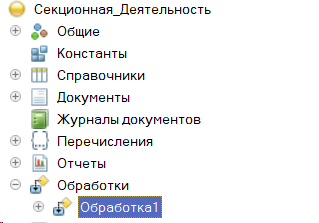 Секционная_Деятельность
Общие
Константы
Справочники
Документы
Журналы документов
Перечисления
Отчеты
Обработки
Обработка1